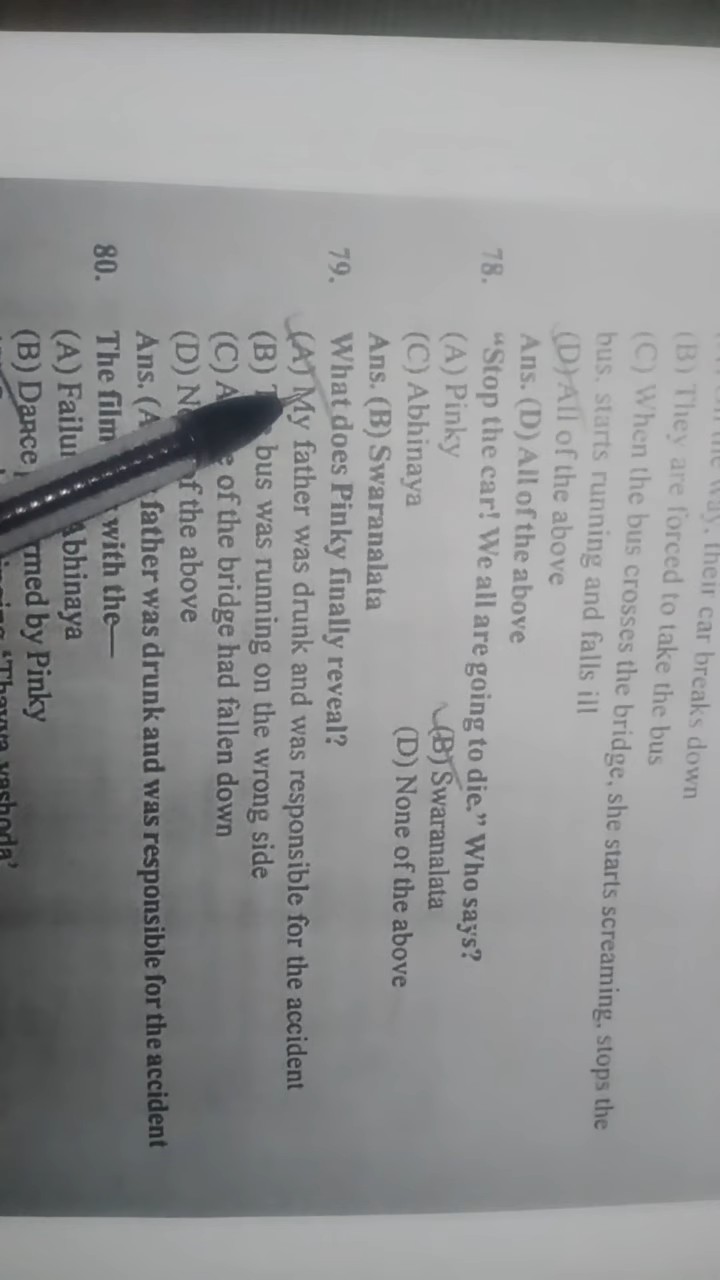 the way, their car breaks down
(B) They are forced to take the bus
(C) When the bus crosses the bridge, she starts screaming, stops the
bus, starts running and falls ill
(D) All of the above
Ans. (D) All of the above
78. “Stop the car! We all are going to die.” Who says?
(A) Pinky (B) Swaranalata
(C) Abhinaya (D) None of the above
Ans. (B) Swaranalata
79. What does Pinky finally reveal?
(A) My father was drunk and was responsible for the accident
(B) bus was running on the wrong side
(C) of the bridge had fallen down
(D) of the above
Ans. (A father was drunk and was responsible for the accident
80. The film with the—
(A) Abhinaya
(B) Dance by Pinky